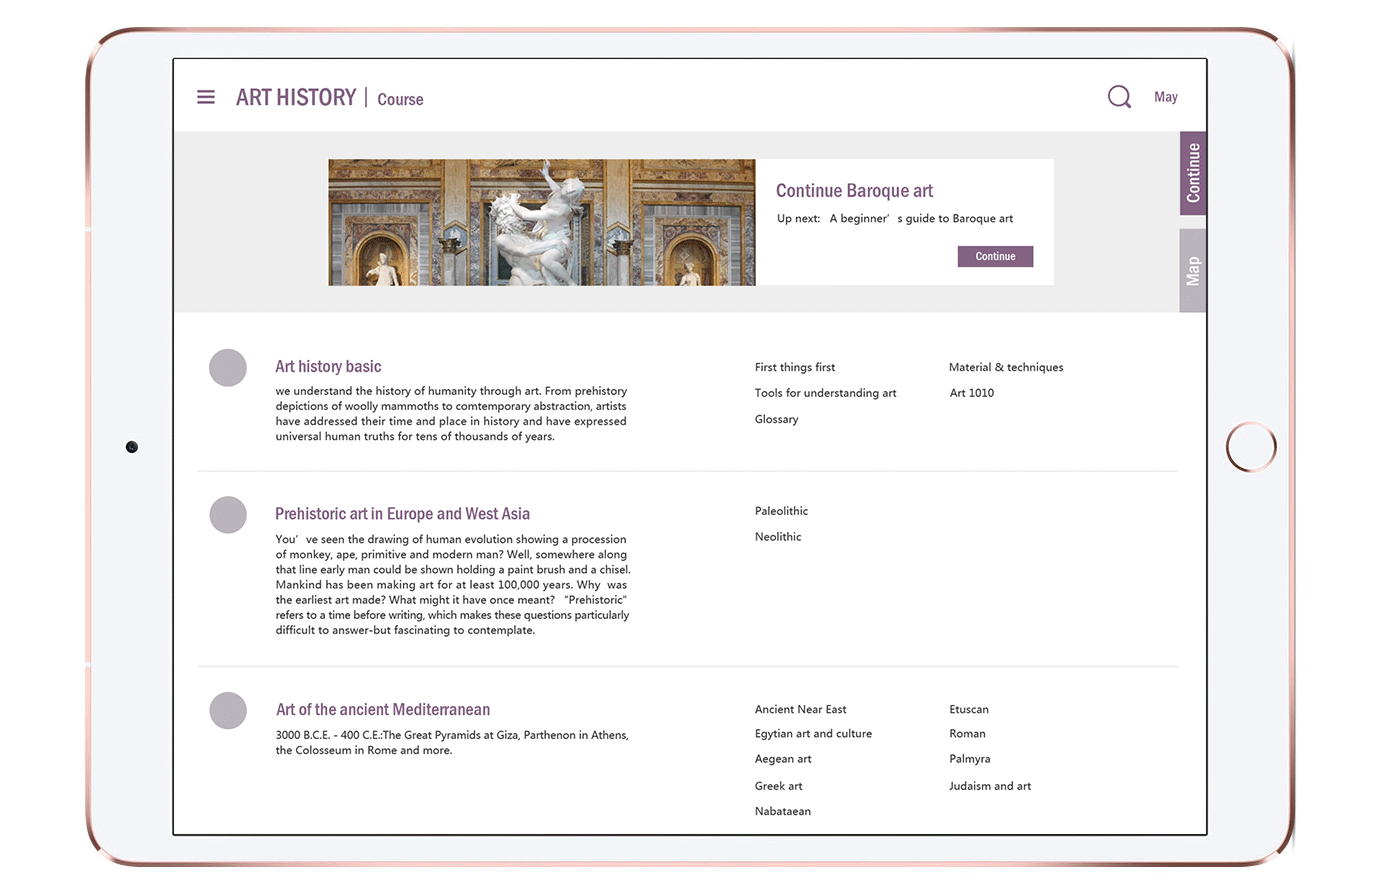 ART HISTORY | Course
May
Continue
Map
Continue Baroque art
Up next: A beginner's guide to Baroque art
Continue
Art history basic
we understand the history of humanity through art. From prehistory
depictions of woolly mammoths to comtemporary abstraction, artists
have addressed their time and place in history and have expressed
universal human truths for tens of thousands of years.
First things first
Tools for understanding art
Glossary
Material & techniques
Art 1010
Prehistoric art in Europe and West Asia
You've seen the drawing of human evolution showing a procession
of monkey, ape, primitive and modern man? Well, somewhere along
that line early man could be shown holding a paint brush and a chisel.
Mankind has been making art for at least 100,000 years. Why was
the earliest art made? What might it have once meant? "Prehistoric"
refers to a time before writing, which makes these questions particularly
difficult to answer-but fascinating to contemplate.
Paleolithic
Neolithic
Art of the ancient Mediterranean
3000 B.C.E. - 400 C.E.:The Great Pyramids at Giza, Parthenon in Athens,
the Colosseum in Rome and more.
Ancient Near East
Egytian art and culture
Aegean art
Greek art
Nabataean
Etuscan
Roman
Palmyra
Judaism and art